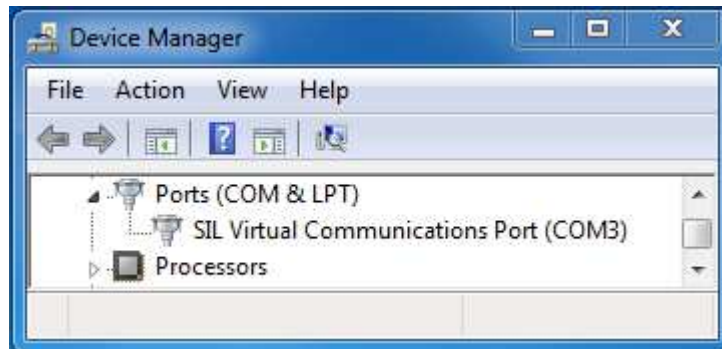 Device Manager
File Action View Help
Ports (COM & LPT)
SIL Virtual Communications Port (COM3)
Processors